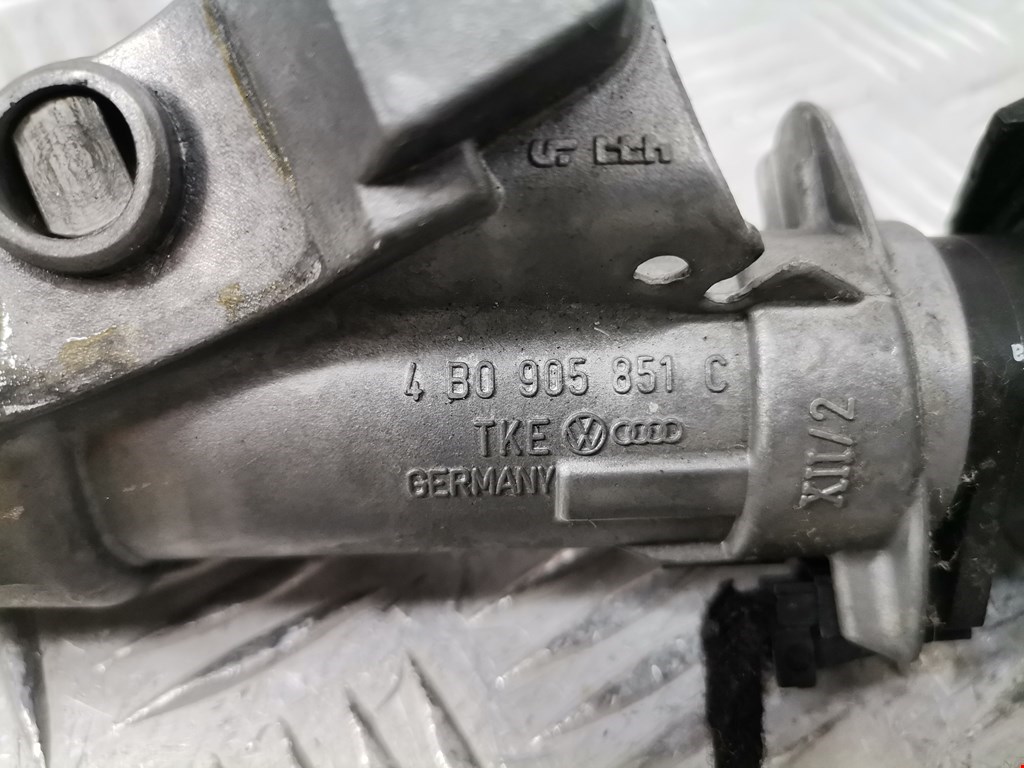 4 B0 905 851 C
TKE
GERMANY
XII/2